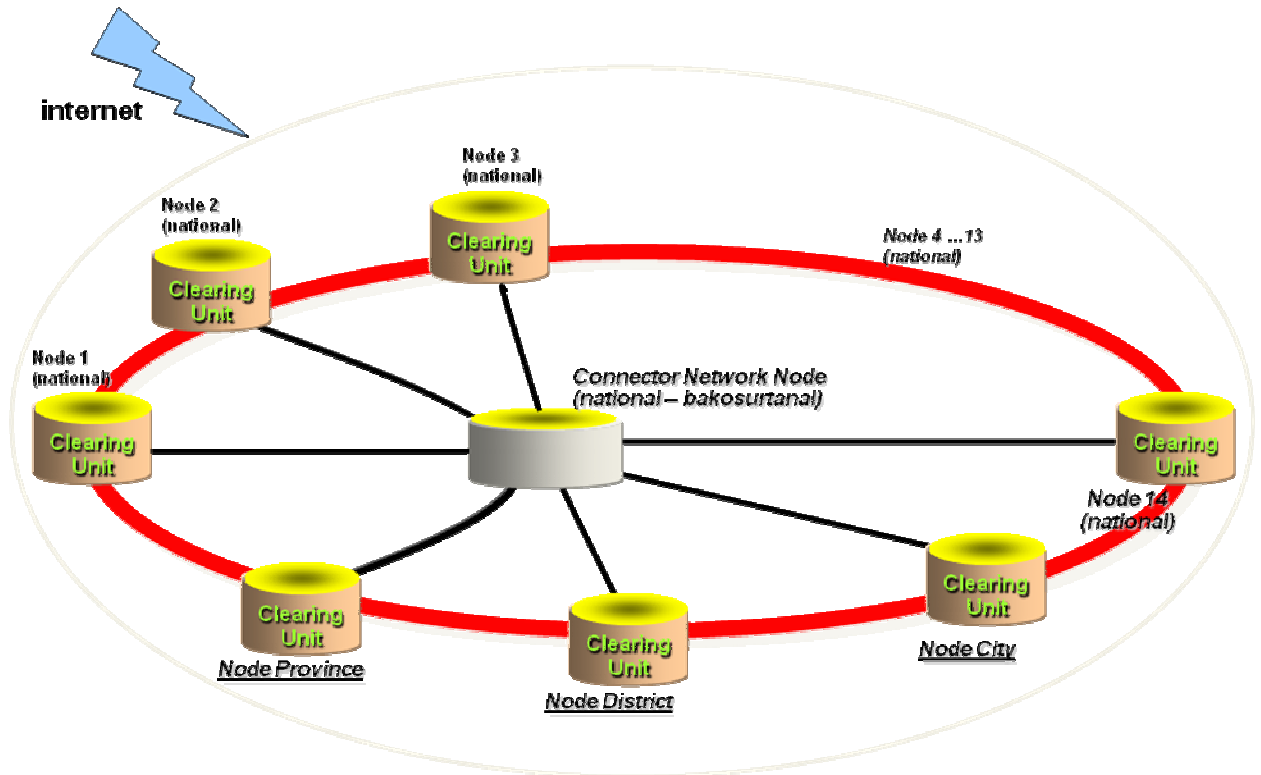 internet
Node 3
(national)
Node 2
(national)
Clearing
Unit
Node 4 ...13
(national)
Clearing
Unit
Node 1
(national)
Connector Network Node
(national – bakosurtanal)
Clearing
Unit
Clearing
Unit
Node 14
(national)
Clearing
Unit
Node Province
Clearing
Unit
Node District
Clearing
Unit
Node City